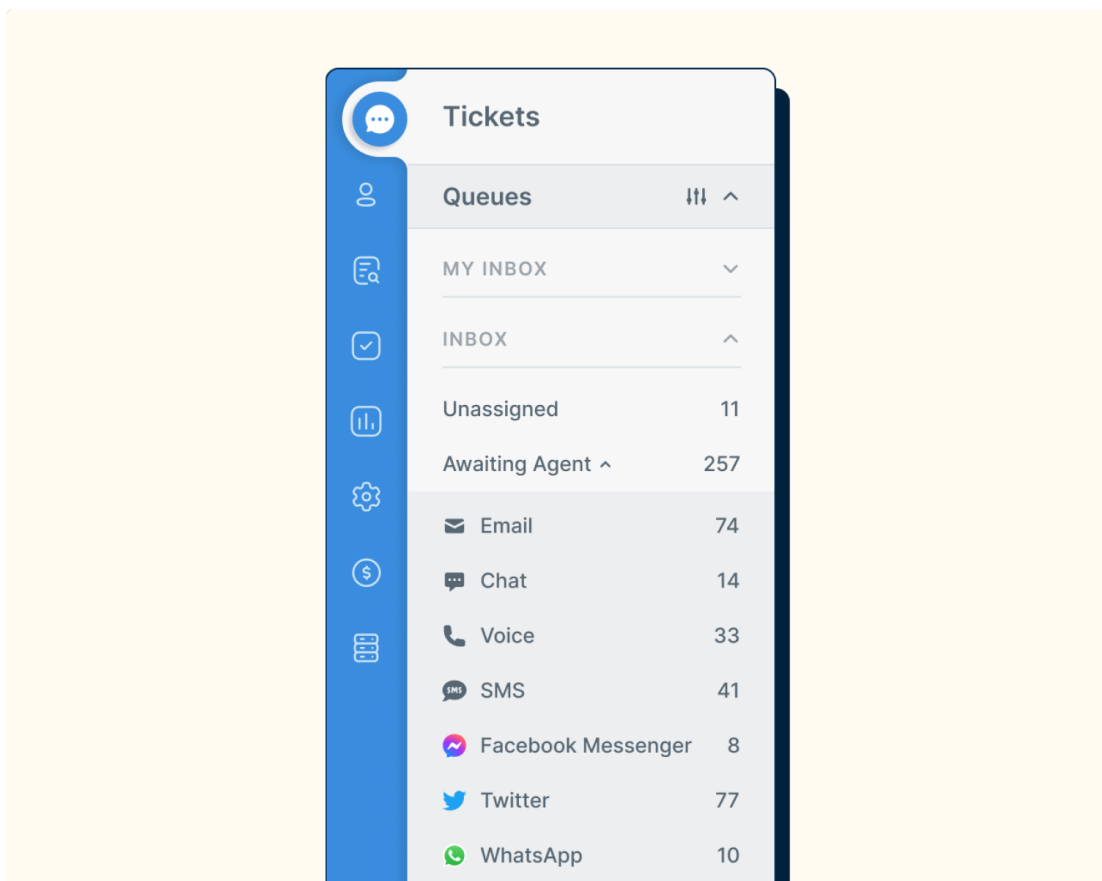 Tickets
Queues
MY INBOX
INBOX
Unassigned 11
Awaiting Agent 257
Email 74
Chat 14
Voice 33
SMS SMS 41
Facebook Messenger 8
Twitter 77
WhatsApp 10